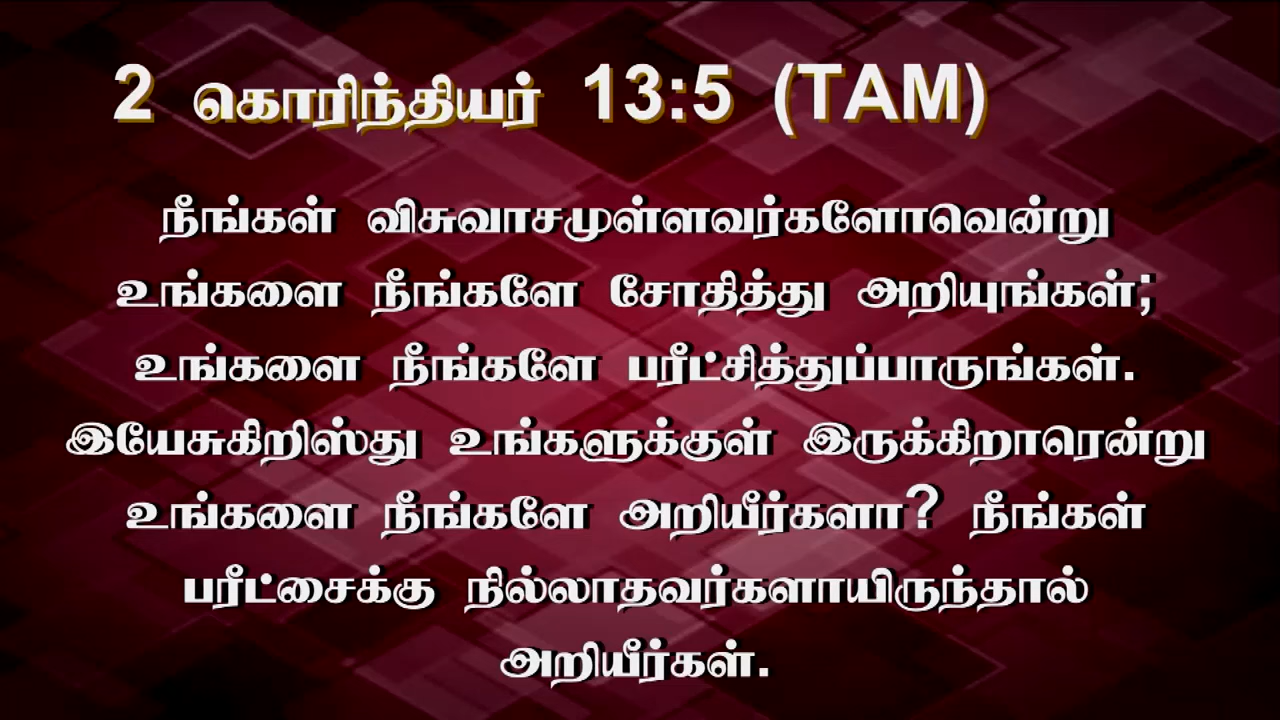 2 கொரிந்தியர் 13:5 (TAM)
நீங்கள் விசுவாசமுள்ளவர்களோவென்று
உங்களை நீங்களே சோதித்து அறியுங்கள்;
உங்களை நீங்களே பரீட்சித்துப்பாருங்கள்.
இயேசுகிறிஸ்து உங்களுக்குள் இருக்கிறாரென்று
உங்களை நீங்களே அறியீர்களா? நீங்கள்
பரீட்சைக்கு நில்லாதவர்களாயிருந்தால்
அறியீர்கள்.